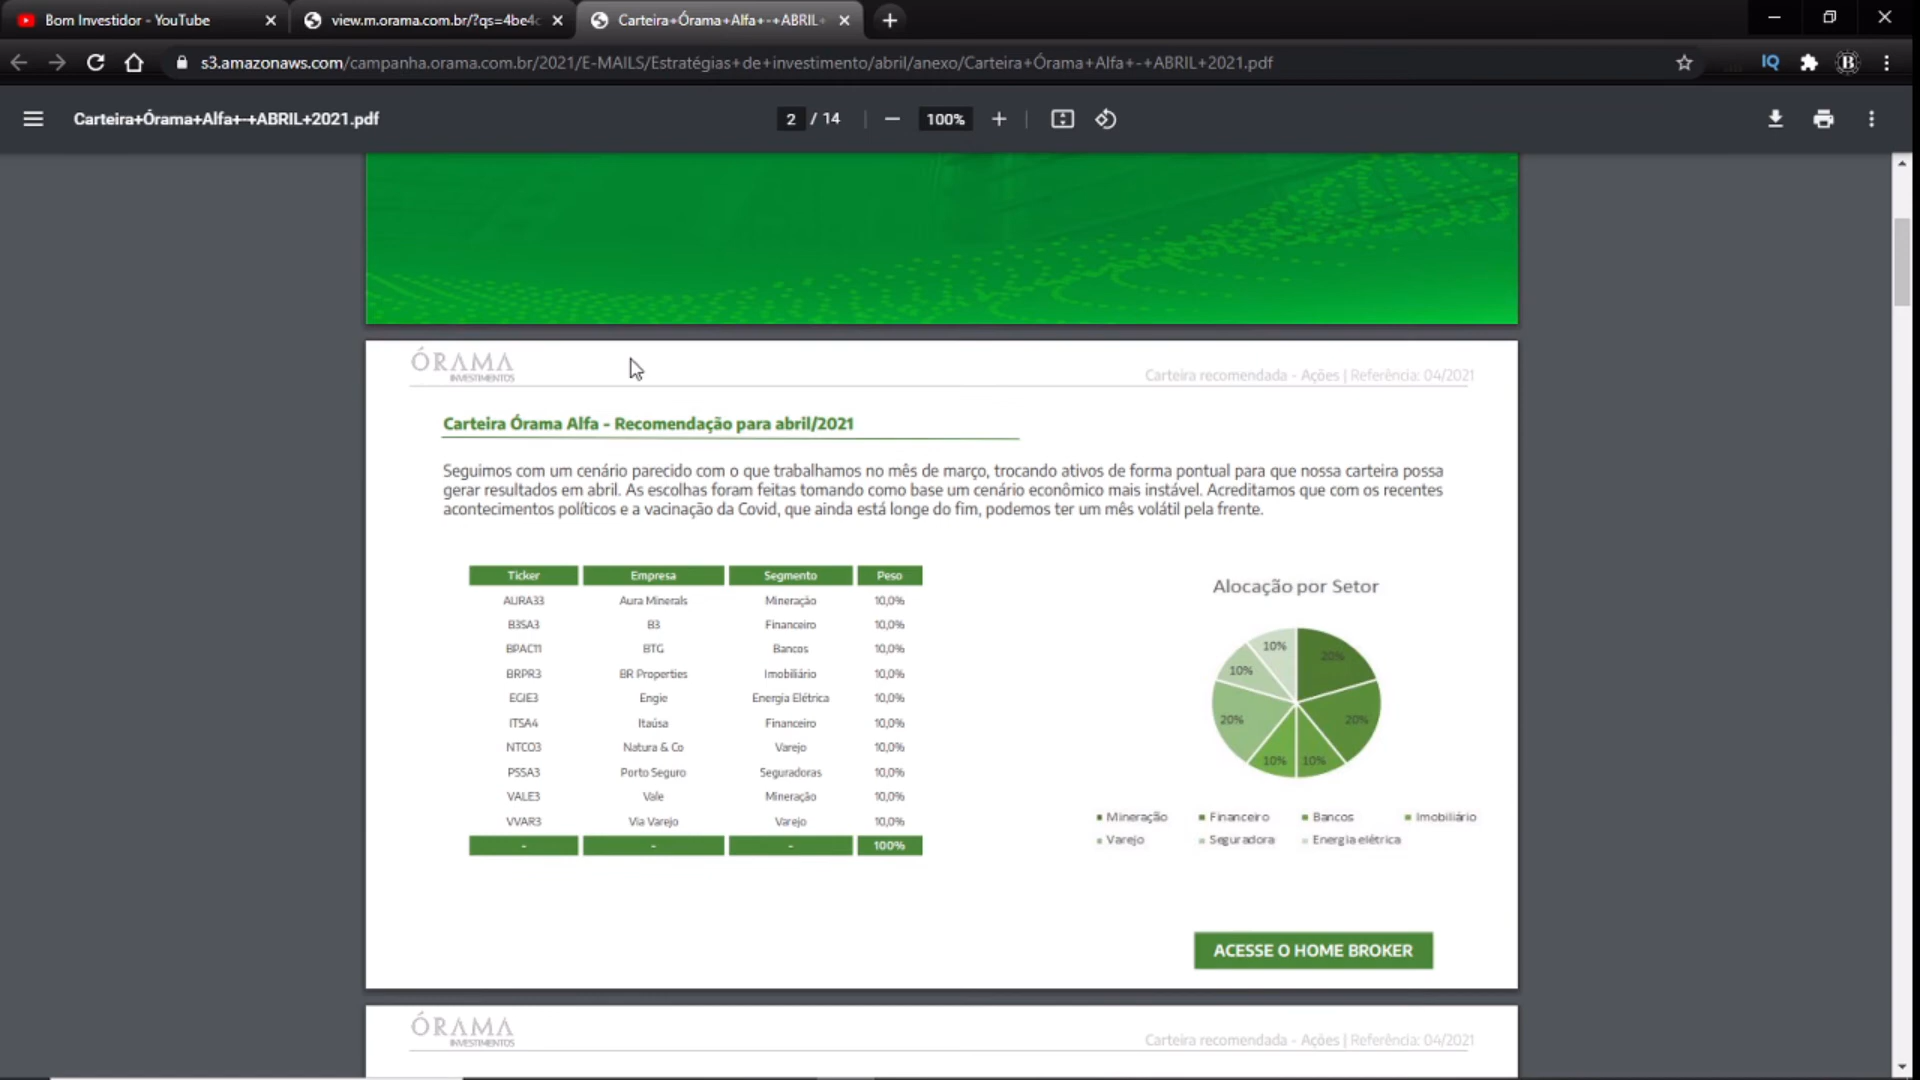 Bom Investidor - YouTube
view.m.orama.com.br/?qs=4be4c
Carteira+Órama+Alfa+-+ABRIL+
s3.amazonaws.com/campanha.orama.com.br/2021/E-MAILS/Estratégias+de+investimento/abril/anexo/Carteira+Órama+Alfa+-+ABRIL+2021.pdf
IQ
B
Carteira+Órama+Alfa+-+ABRIL+2021.pdf
2 / 14
100%
ÓRAMA
INVESTIMENTOS
Carteira recomendada - Ações | Referência: 04/2021
Carteira Órama Alfa - Recomendação para abril/2021
Seguimos com um cenário parecido com o que trabalhamos no mês de março, trocando ativos de forma pontual para que nossa carteira possa
gerar resultados em abril. As escolhas foram feitas tomando como base um cenário econômico mais instável. Acreditamos que com os recentes
acontecimentos políticos e a vacinação da Covid, que ainda está longe do fim, podemos ter um mês volátil pela frente.
Ticker Empresa Segmento Peso
AURA33 Aura Minerals Mineração 10,0%
B3SA3 B3 Financeiro 10,0%
BPAC11 BTG Bancos 10,0%
BRPR3 BR Properties Imobiliário 10,0%
EGIE3 Engie Energia Elétrica 10,0%
ITSA4 Itaúsa Financeiro 10,0%
NTCO3 Natura & Co Varejo 10,0%
PSSA3 Porto Seguro Seguradoras 10,0%
VALE3 Vale Mineração 10,0%
VVAR3 Via Varejo Varejo 10,0%
- - - 100%
Alocação por Setor
10% 20%
10%
20% 20%
10% 10%
Mineração Financeiro Bancos Imobiliário
Varejo Seguradora Energia elétrica
ACESSE O HOME BROKER
ÓRAMA
INVESTIMENTOS
Carteira recomendada - Ações | Referência: 04/2021